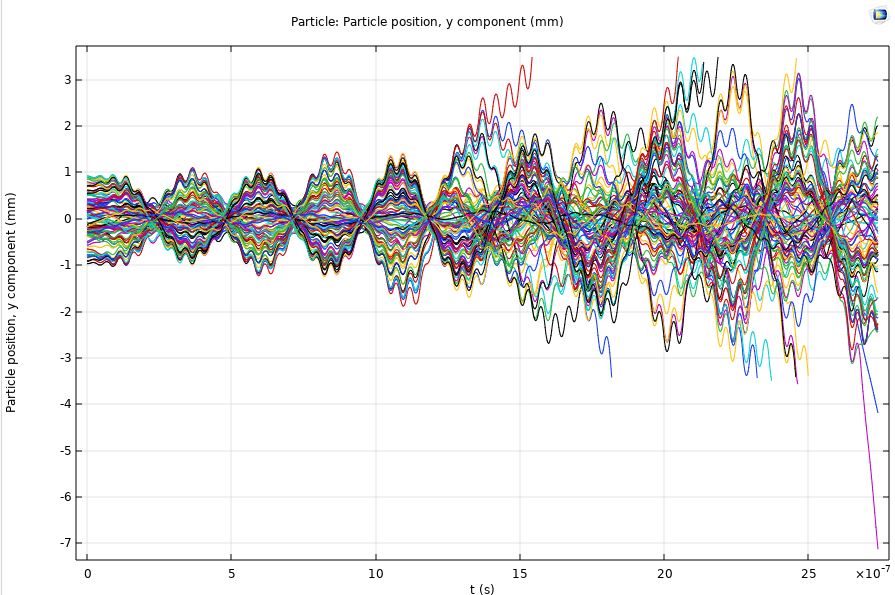 Particle: Particle position, y component (mm)
Particle position, y component (mm)
3
2
1
0
-1
-2
-3
-4
-5
-6
-7
0 5 10 15 20 25 ×10⁻⁷
t (s)